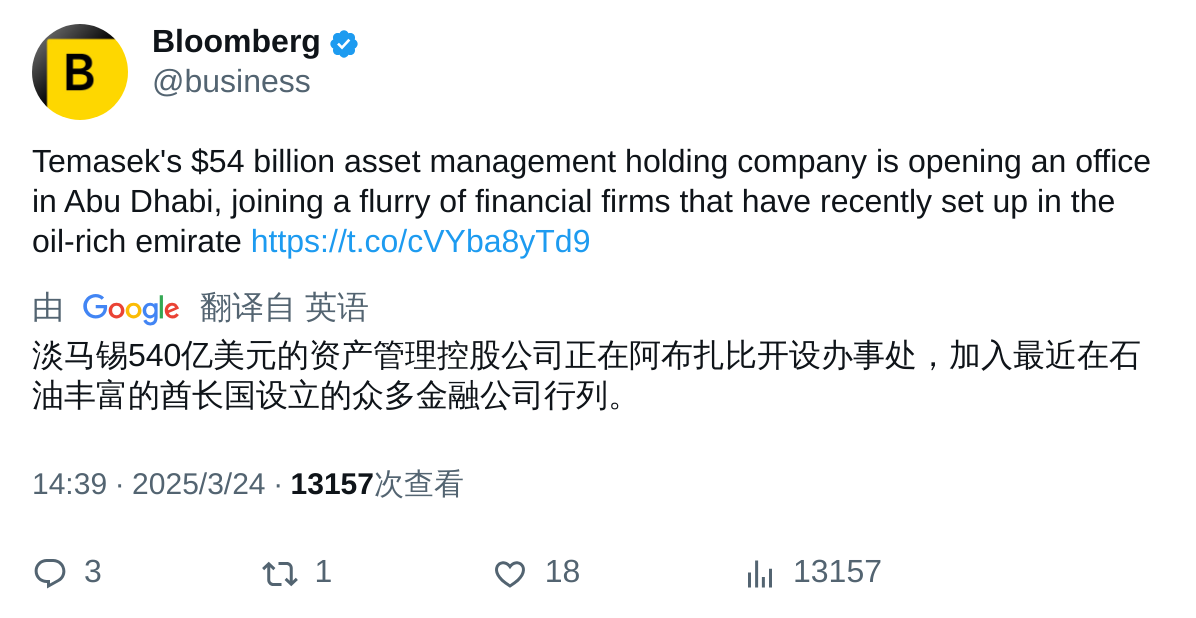 B
Bloomberg
@business
Temasek's $54 billion asset management holding company is opening an office
in Abu Dhabi, joining a flurry of financial firms that have recently set up in the
oil-rich emirate https://t.co/cVYba8yTd9
由 Google 翻译自 英语
淡马锡540亿美元的资产管理控股公司正在阿布扎比开设办事处，加入最近在石
油丰富的酋长国设立的众多金融公司行列。
14:39 · 2025/3/24 · 13157次查看
3 1 18 13157